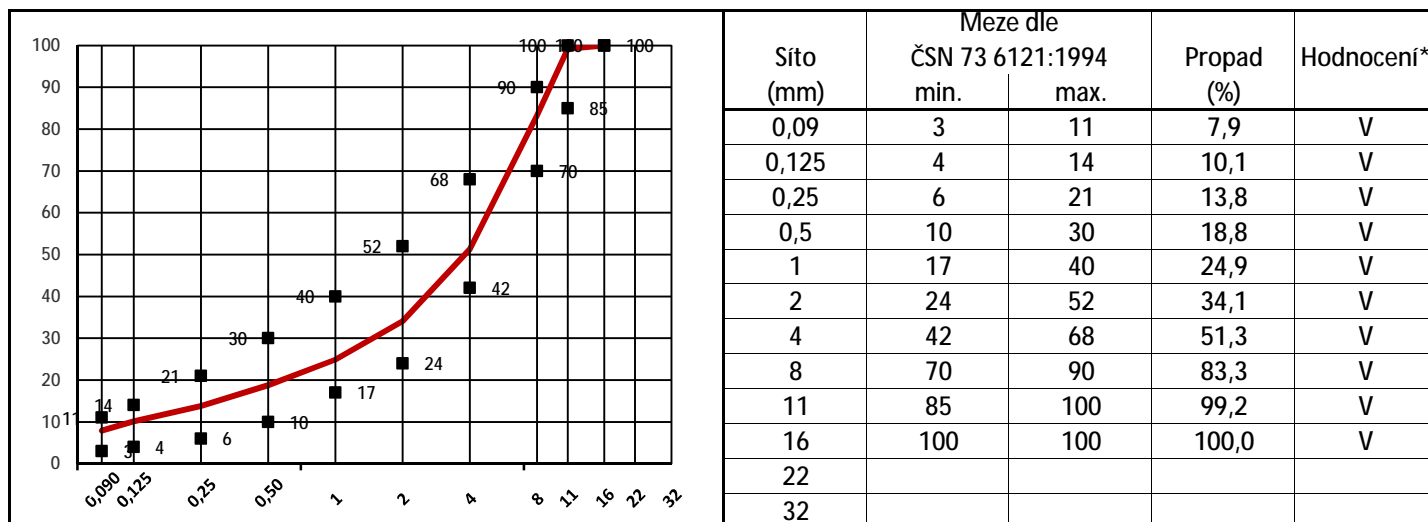 100
90
80
70
60
50
40
30
20
10
0
100 100 100
90
85
68
70
52
42
40
30
24
21
17
11 14
10
6
3 4
0,090 0,125 0,25 0,50 1 2 4 8 11 16 22 32
Síto (mm) Meze dle ČSN 73 6121:1994 min. max. Propad (%) Hodnocení*
0,09 3 11 7,9 V
0,125 4 14 10,1 V
0,25 6 21 13,8 V
0,5 10 30 18,8 V
1 17 40 24,9 V
2 24 52 34,1 V
4 42 68 51,3 V
8 70 90 83,3 V
11 85 100 99,2 V
16 100 100 100,0 V
22
32